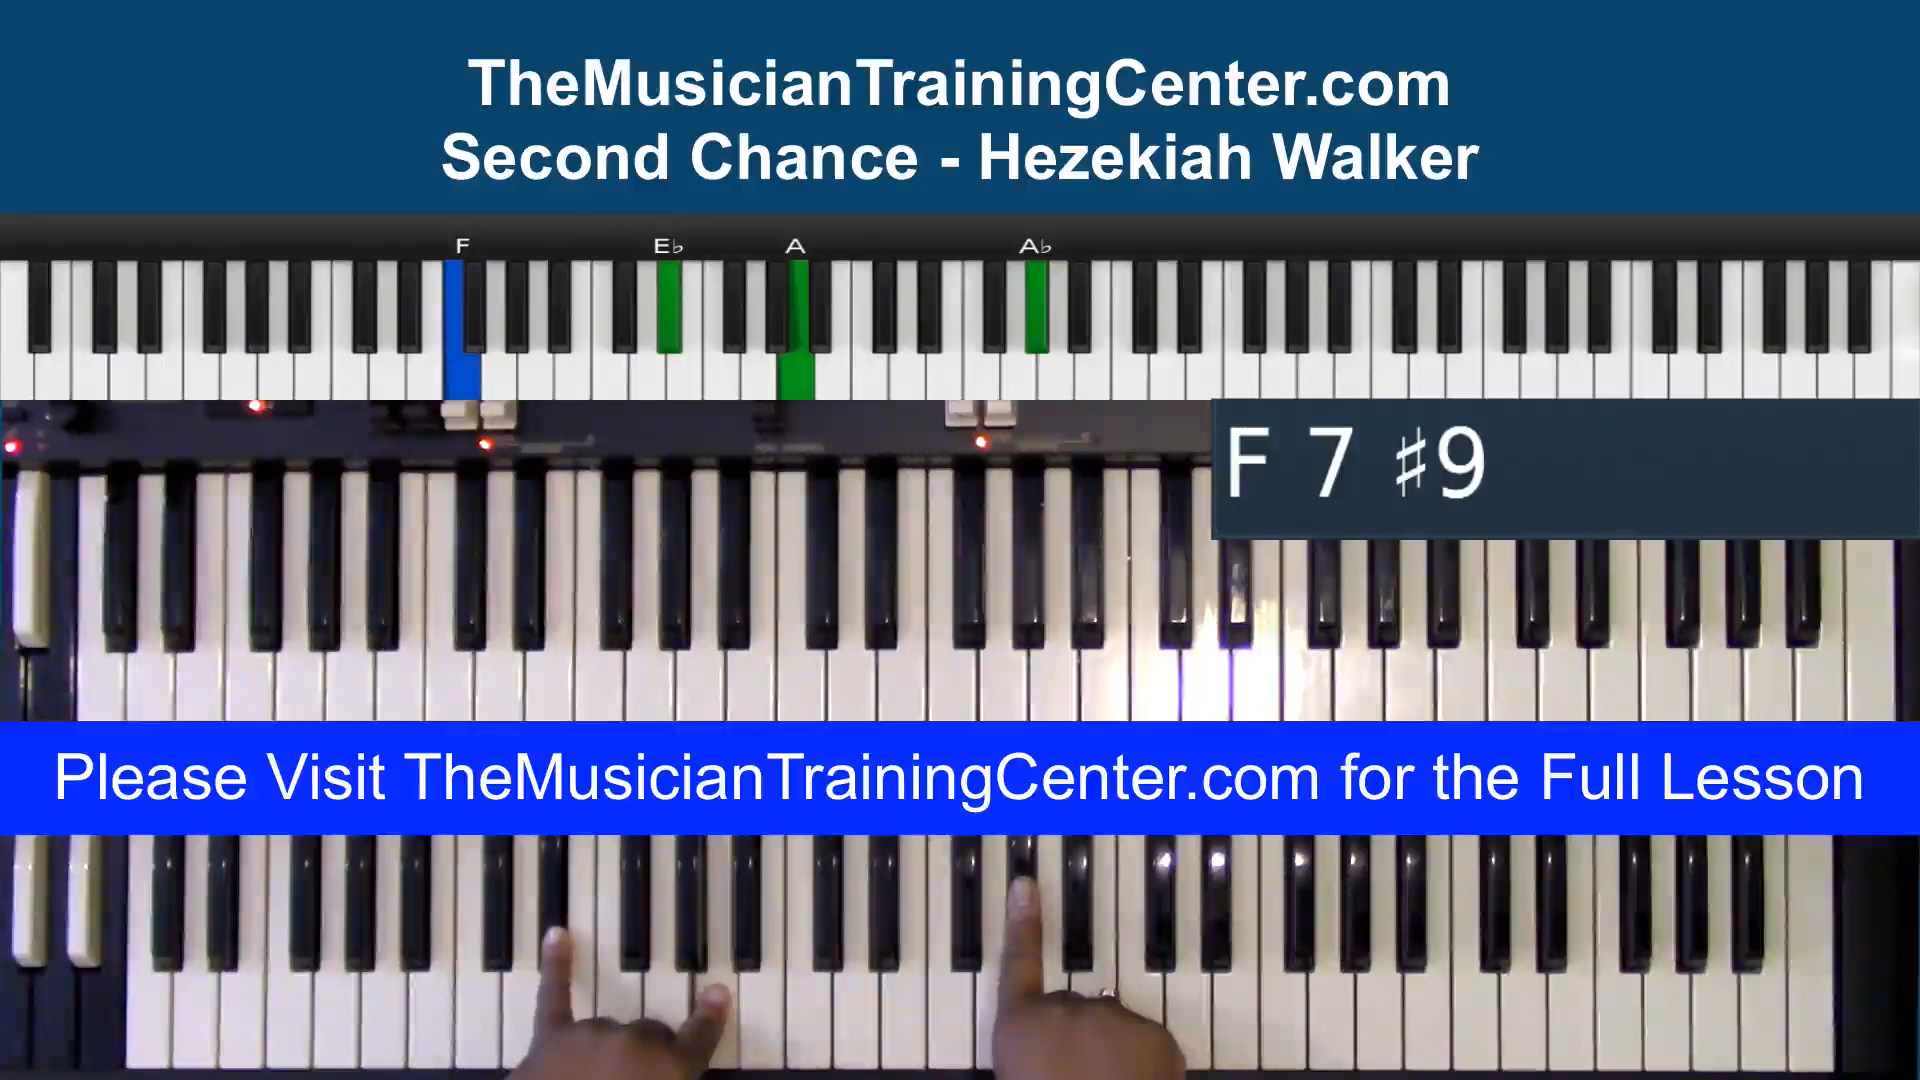 TheMusicianTrainingCenter.com
Second Chance - Hezekiah Walker
F E♭ A A♭
F 7 ♯9
Please Visit TheMusicianTrainingCenter.com for the Full Lesson